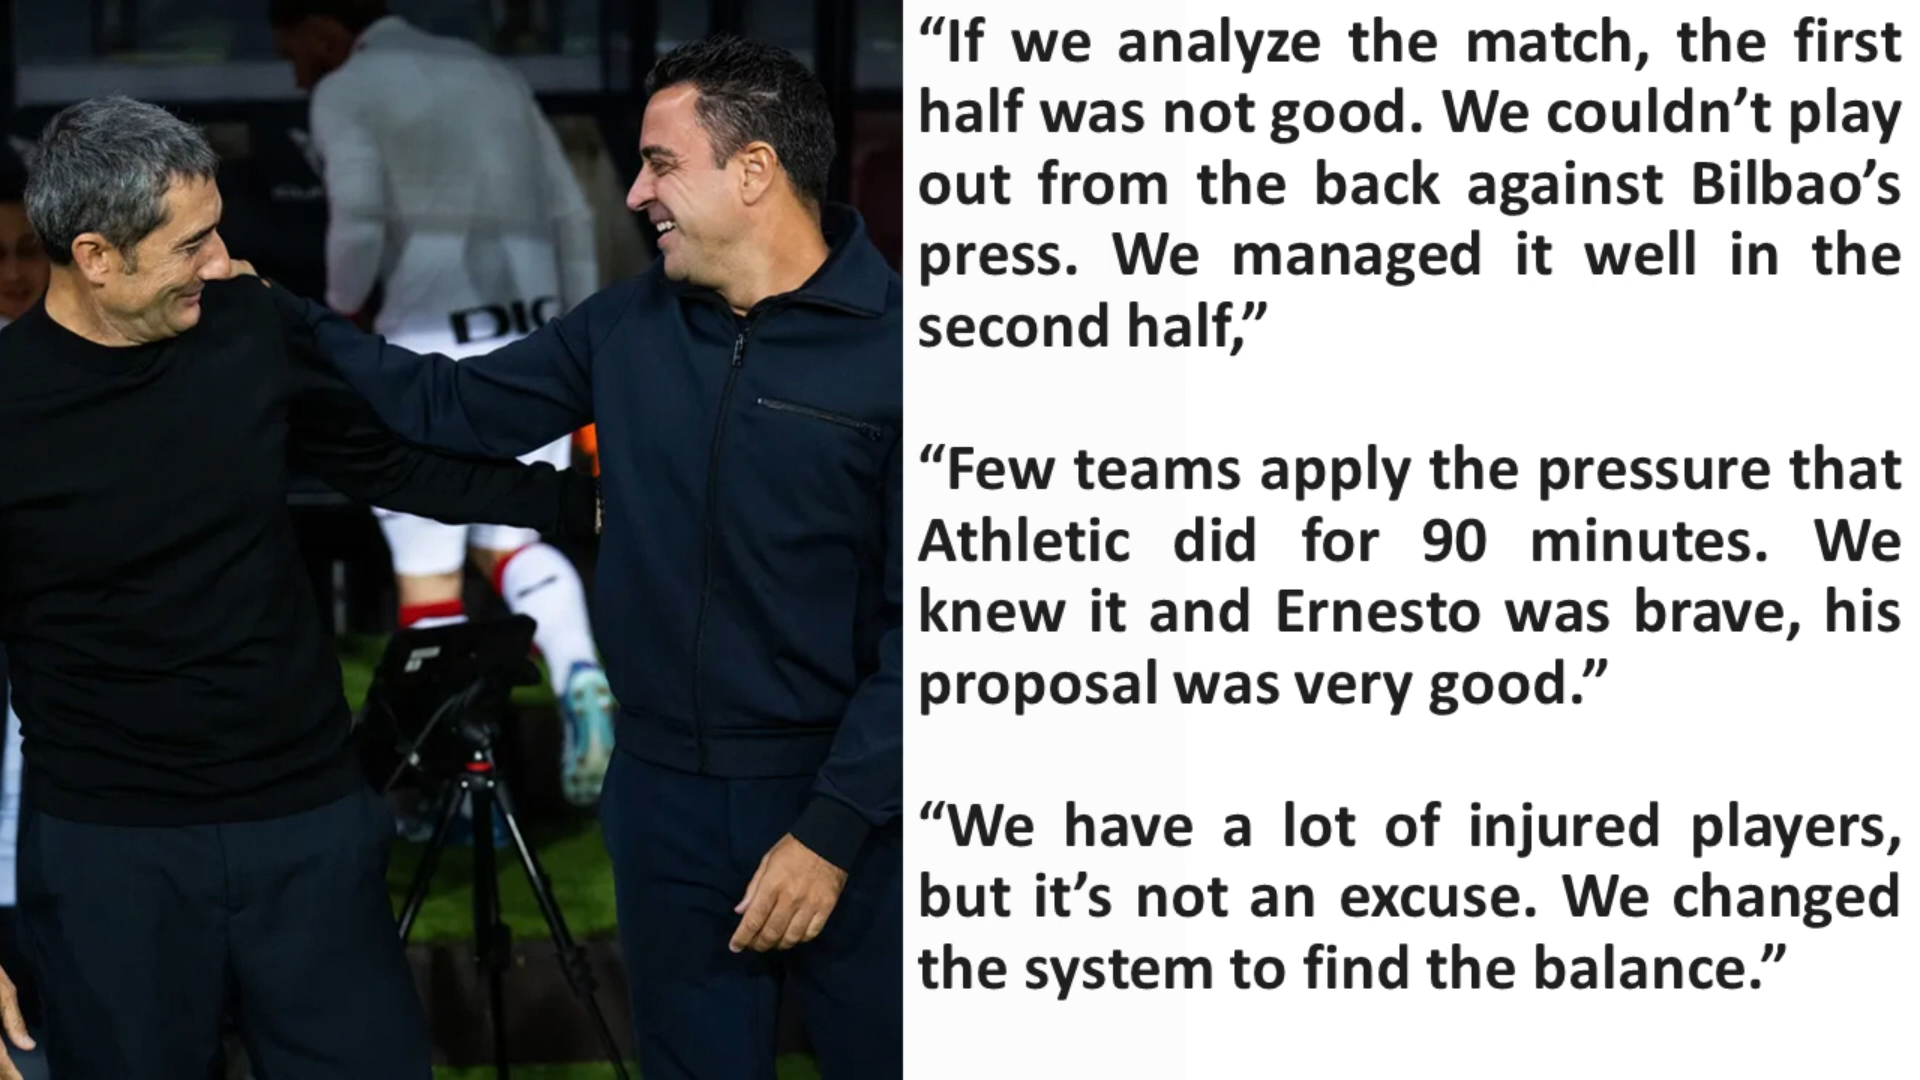 “If we analyze the match, the first
half was not good. We couldn’t play
out from the back against Bilbao’s
press. We managed it well in the
second half,”
“Few teams apply the pressure that
Athletic did for 90 minutes. We
knew it and Ernesto was brave, his
proposal was very good.”
“We have a lot of injured players,
but it’s not an excuse. We changed
the system to find the balance.”
DIG